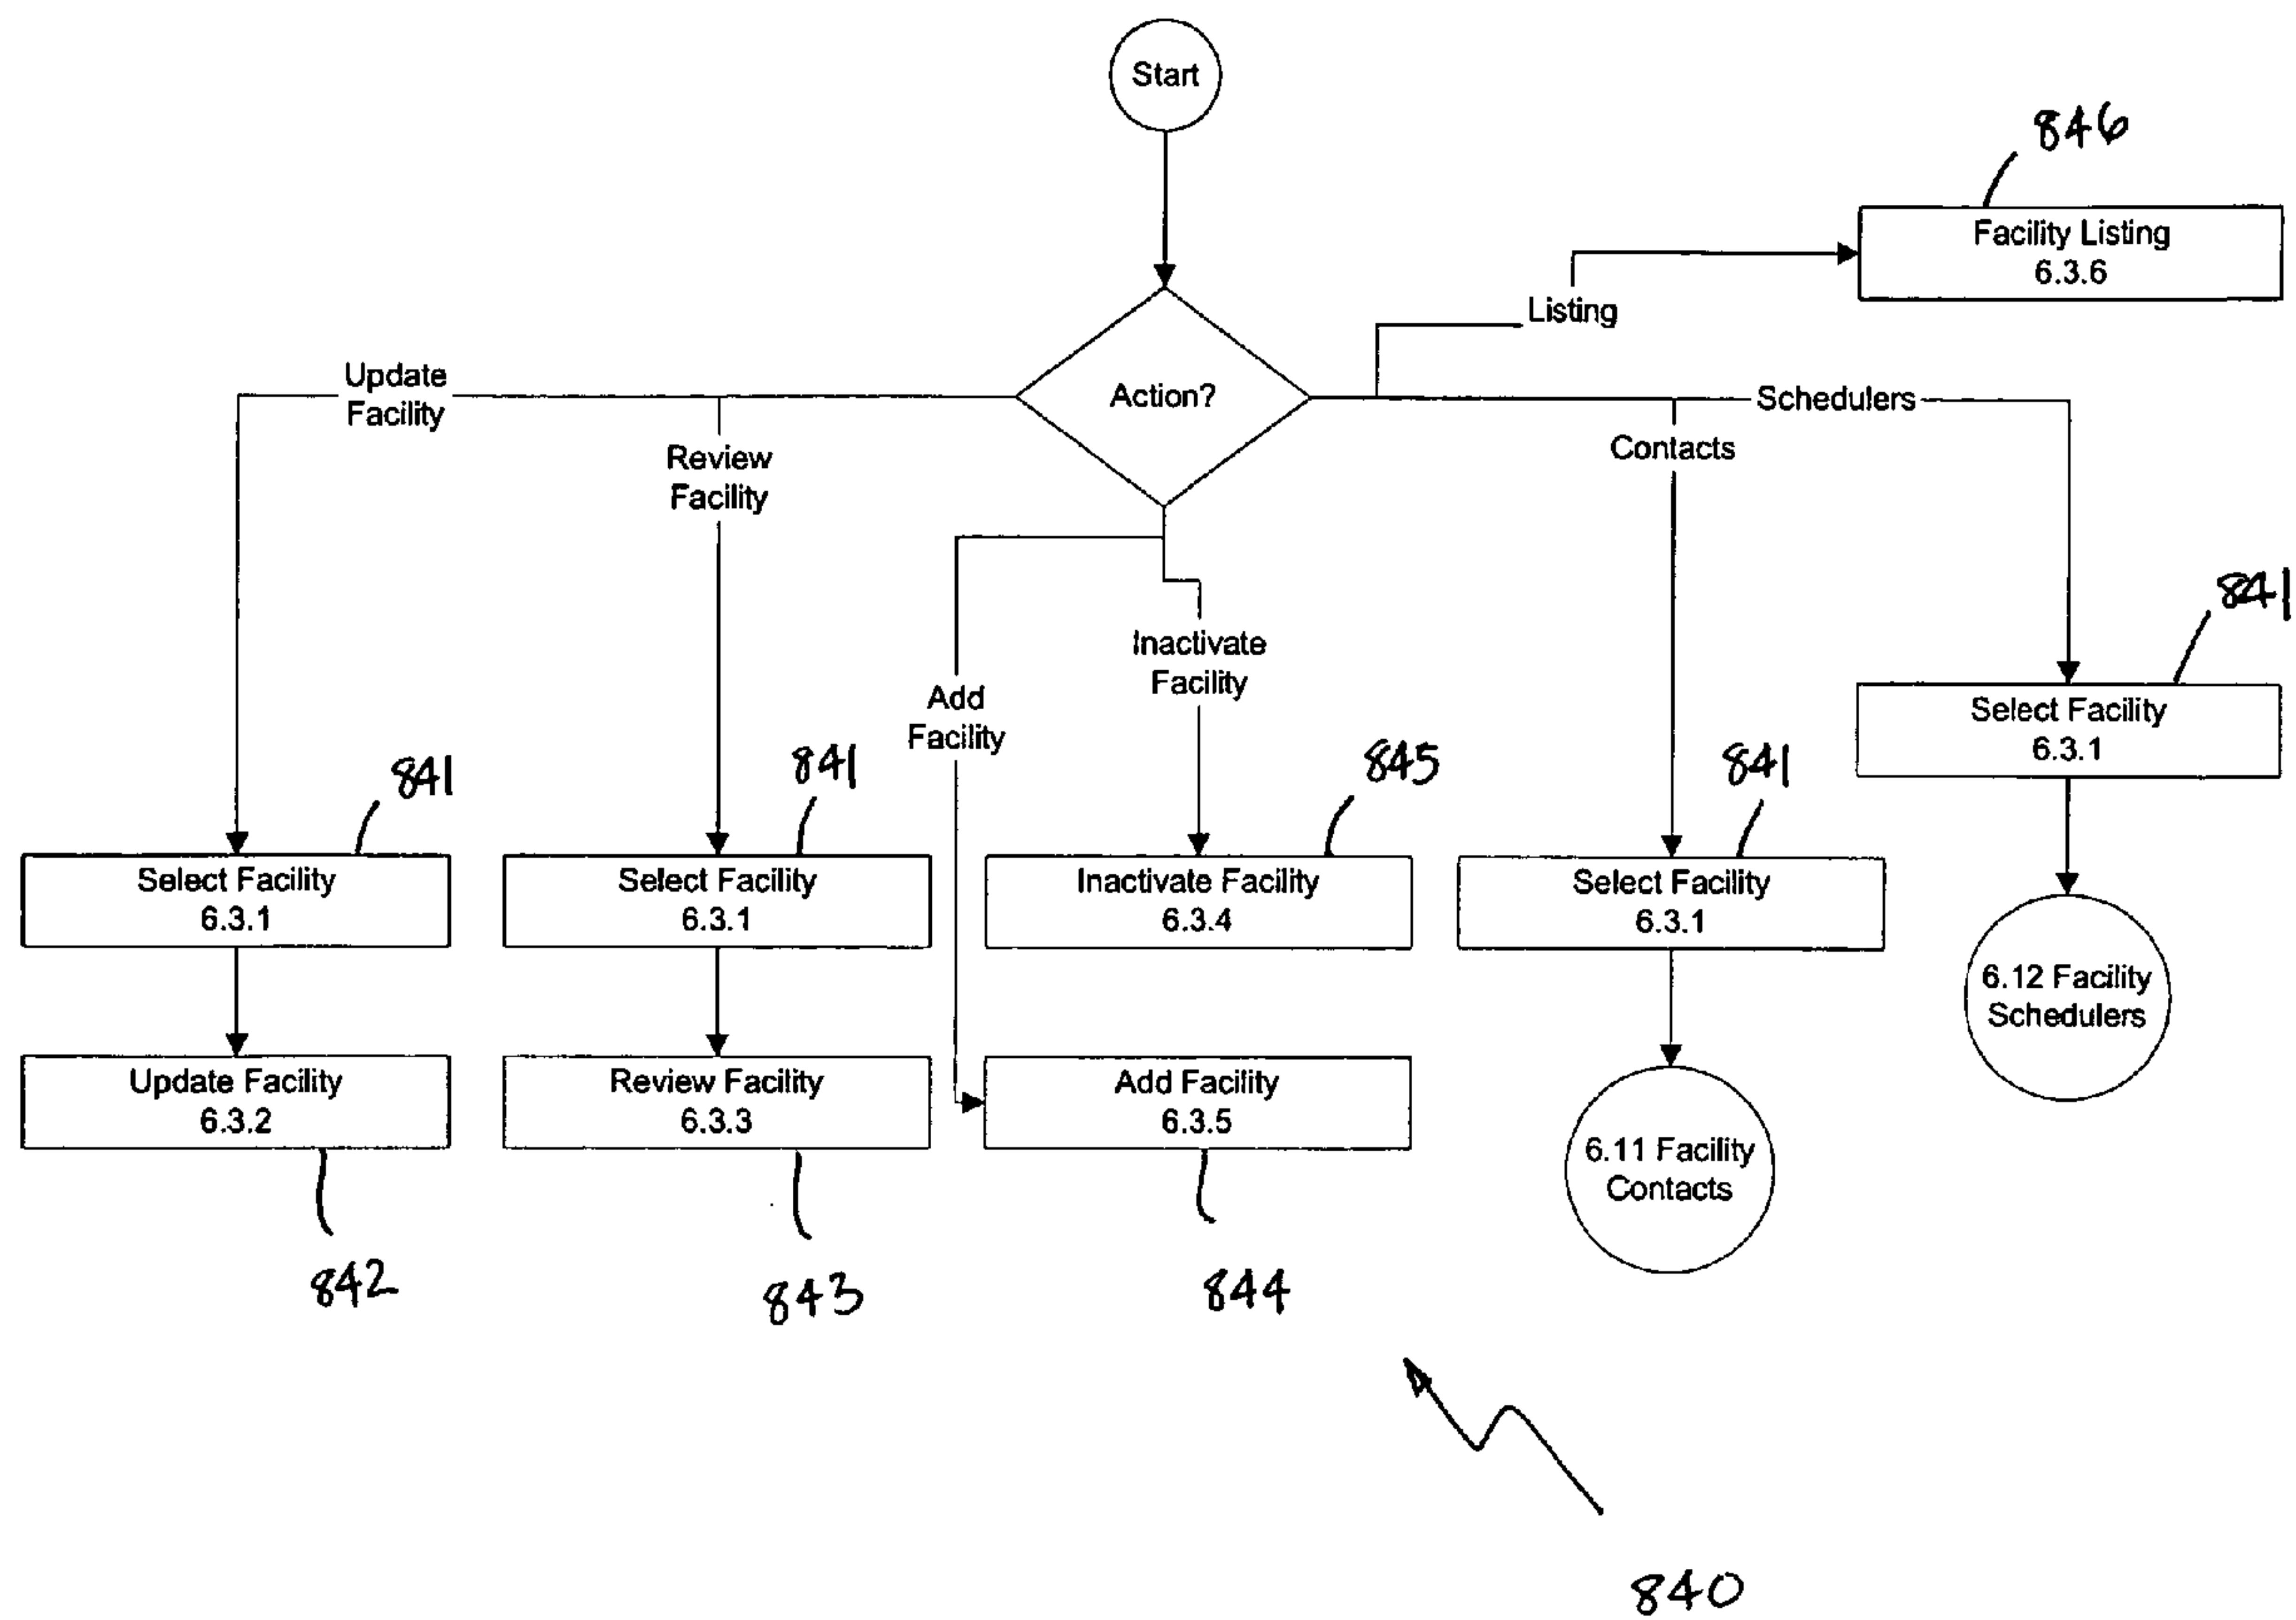 Start
846
Facility Listing
6.3.6
Listing
Action?
Update
Facility
Schedulers
Review
Facility
Contacts
841
Inactivate
Facility
Add
Facility
Select Facility
6.3.1
841
841
845
841
Select Facility
6.3.1
Select Facility
6.3.1
Inactivate Facility
6.3.4
Select Facility
6.3.1
6.12 Facility
Schedulers
Update Facility
6.3.2
Review Facility
6.3.3
Add Facility
6.3.5
6.11 Facility
Contacts
842
843
844
840